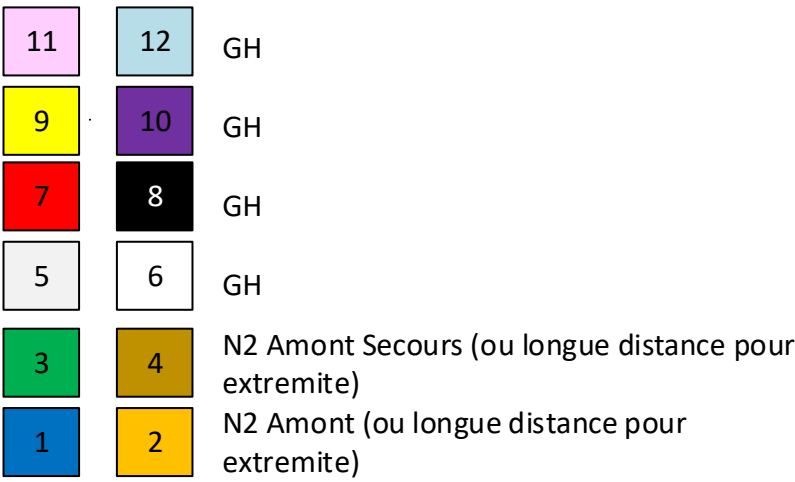 11 12 GH
9 10 GH
7 8 GH
5 6 GH
3 4 N2 Amont Secours (ou longue distance pour
extremite)
1 2 N2 Amont (ou longue distance pour
extremite)